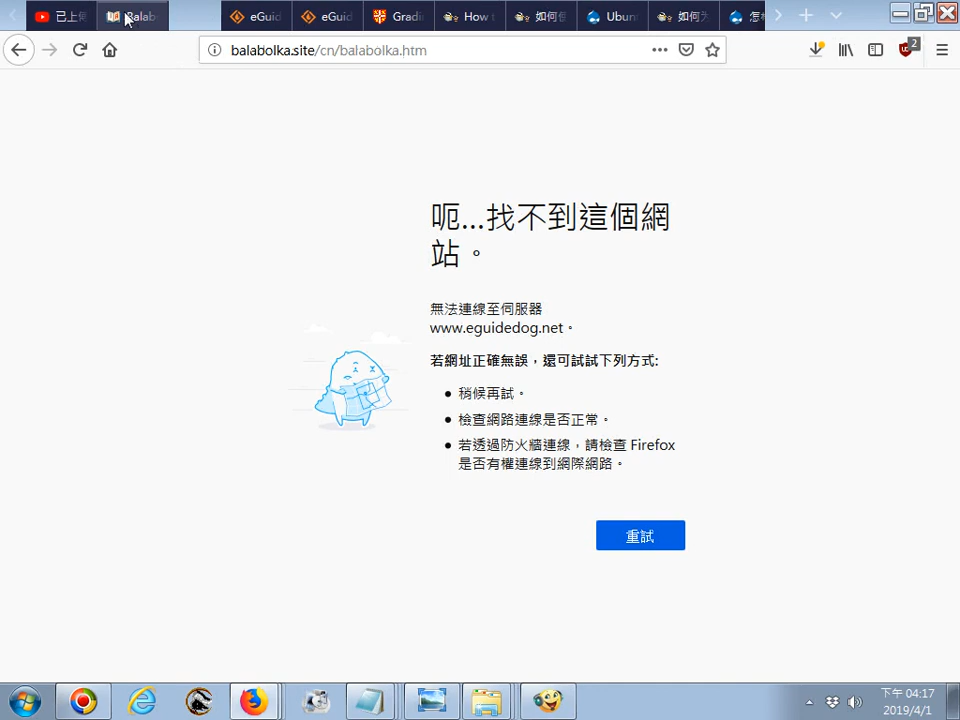 已上傳
Balab
eGuid
eGuid
Gradi
How t
如何使
Ubun
如何为
怎样
balabolka.site/cn/balabolka.htm
2
呃...找不到這個網
站。
無法連線至伺服器
www.eguidedog.net。
若網址正確無誤，還可試試下列方式:
稍候再試。
檢查網路連線是否正常。
若透過防火牆連線，請檢查 Firefox
是否有權連線到網際網路。
重試
下午 04:17
2019/4/1